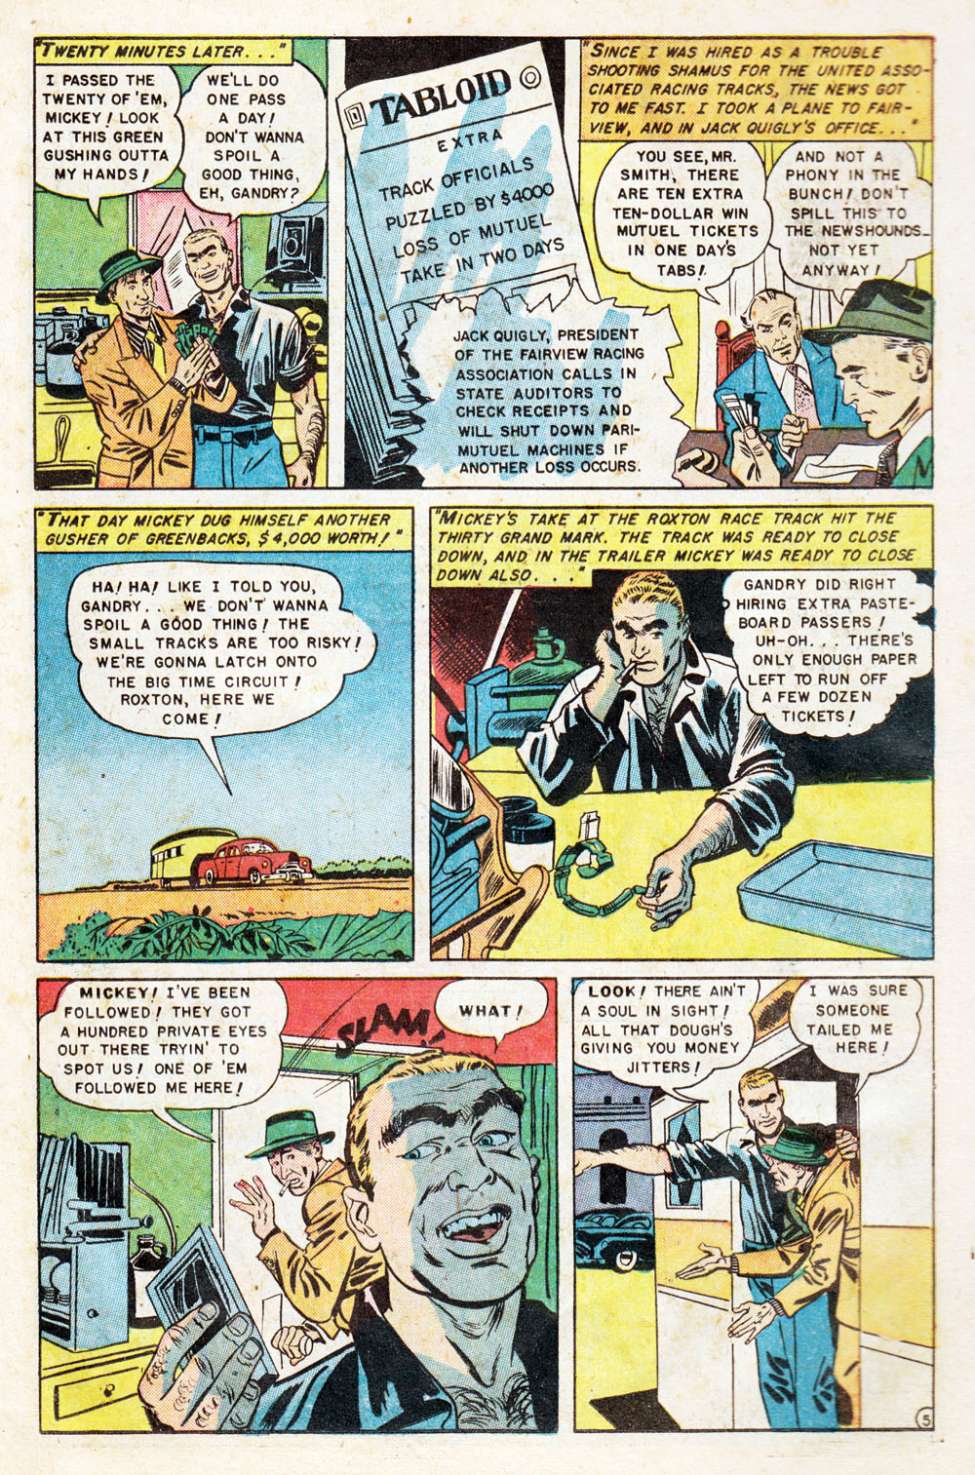 "TWENTY MINUTES LATER. . ."
I PASSED THE
TWENTY OF 'EM,
MICKEY! LOOK
AT THIS GREEN
GUSHING OUTTA
MY HANDS!
WE'LL DO
ONE PASS
A DAY!
DON'T WANNA
SPOIL A
GOOD THING,
EH, GANDRY?
TABLOID
EXTRA
TRACK OFFICIALS
PUZZLED BY $4000
LOSS OF MUTUEL
TAKE IN TWO DAYS
JACK QUIGLY, PRESIDENT
OF THE FAIRVIEW RACING
ASSOCIATION CALLS IN
STATE AUDITORS TO
CHECK RECEIPTS AND
WILL SHUT DOWN PARI-
MUTUEL MACHINES IF
ANOTHER LOSS OCCURS.
"SINCE I WAS HIRED AS A TROUBLE
SHOOTING SHAMUS FOR THE UNITED ASSO-
CIATED RACING TRACKS, THE NEWS GOT
TO ME FAST. I TOOK A PLANE TO FAIR-
VIEW, AND IN JACK QUIGLY'S OFFICE. . ."
YOU SEE, MR.
SMITH, THERE
ARE TEN EXTRA
TEN-DOLLAR WIN
MUTUEL TICKETS
IN ONE DAY'S
TABS!
AND NOT A
PHONY IN THE
BUNCH! DON'T
SPILL THIS TO
THE NEWSHOUNDS_
NOT YET
ANYWAY!
"THAT DAY MICKEY DUG HIMSELF ANOTHER
GUSHER OF GREENBACKS, $4,000 WORTH!"
HA! HA! LIKE I TOLD YOU,
GANDRY. . . WE DON'T WANNA
SPOIL A GOOD THING! THE
SMALL TRACKS ARE TOO RISKY!
WE'RE GONNA LATCH ONTO
THE BIG TIME CIRCUIT!
ROXTON, HERE WE
COME!
"MICKEY'S TAKE AT THE ROXTON RACE TRACK HIT THE
THIRTY GRAND MARK. THE TRACK WAS READY TO CLOSE
DOWN, AND IN THE TRAILER MICKEY WAS READY TO CLOSE
DOWN ALSO. . ."
GANDRY DID RIGHT
HIRING EXTRA PASTE-
BOARD PASSERS!
UH-OH. . . THERE'S
ONLY ENOUGH PAPER
LEFT TO RUN OFF
A FEW DOZEN
TICKETS!
MICKEY! I'VE BEEN
FOLLOWED! THEY GOT
A HUNDRED PRIVATE EYES
OUT THERE TRYIN' TO
SPOT US! ONE OF 'EM
FOLLOWED ME HERE!
SLAM!
WHAT!
LOOK! THERE AIN'T
A SOUL IN SIGHT!
ALL THAT DOUGH'S
GIVING YOU MONEY
JITTERS!
I WAS SURE
SOMEONE
TAILED ME
HERE!
5